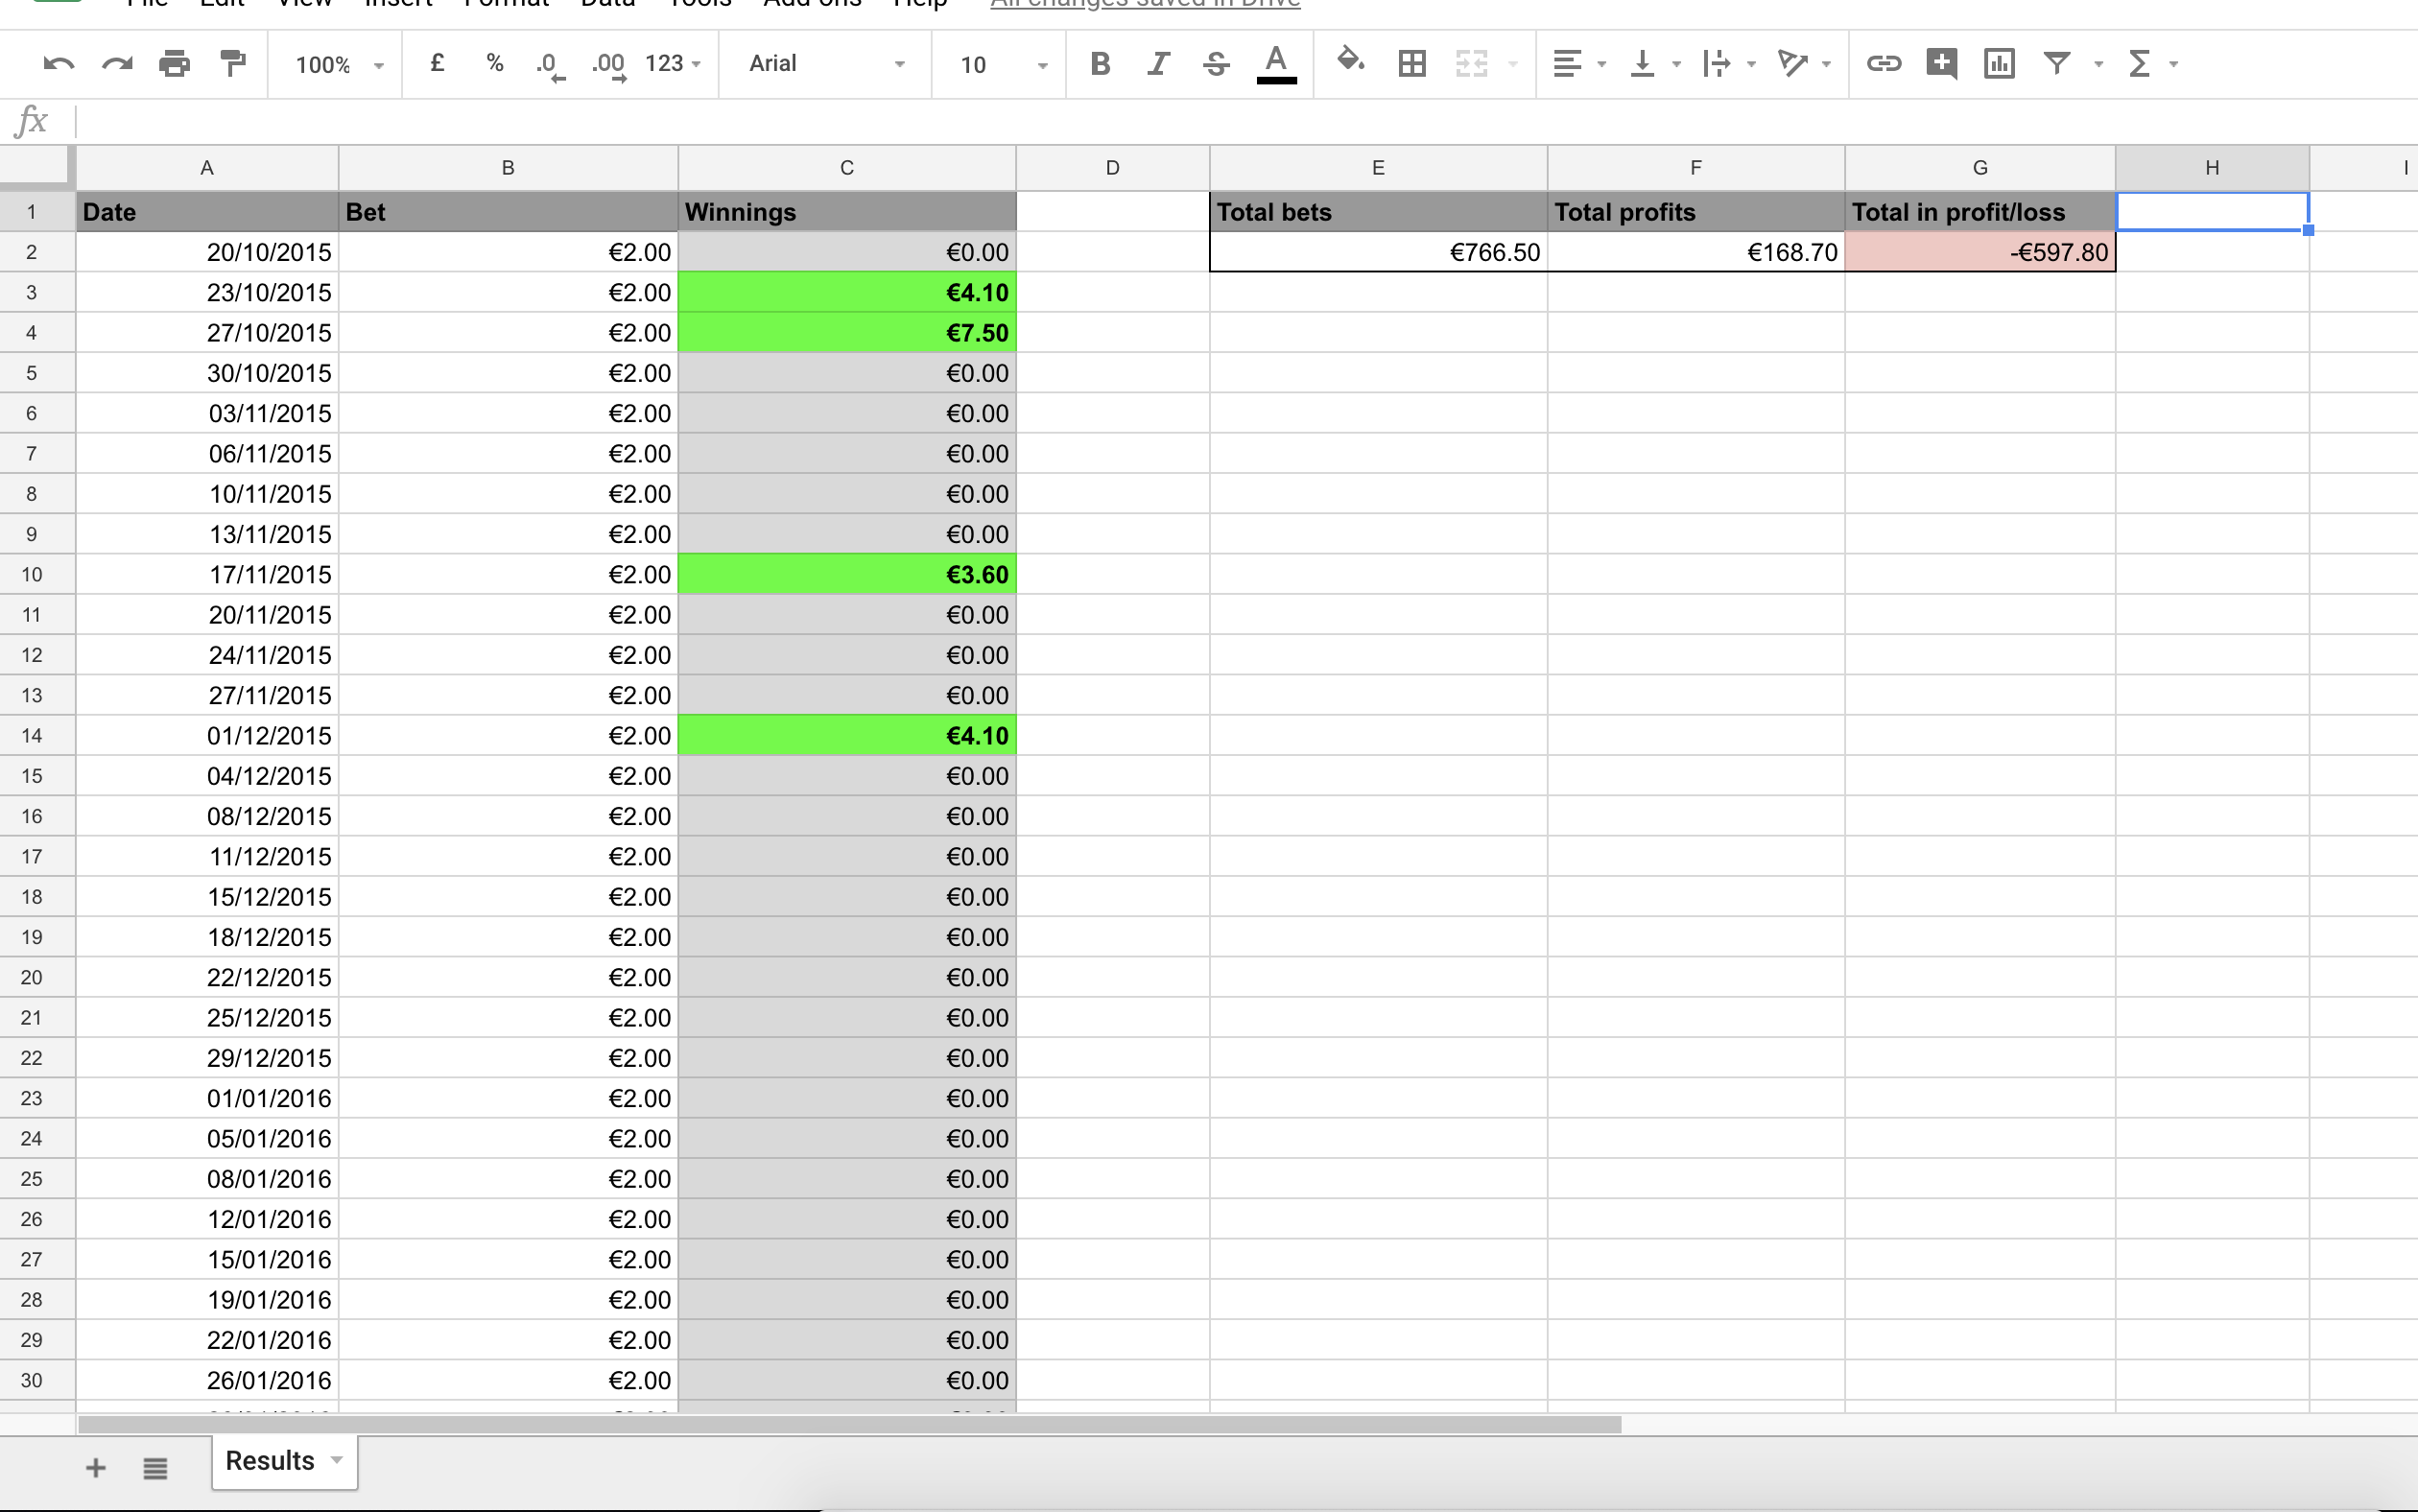 File Edit View Insert Format Data Tools Add-ons Help All changes saved in Drive
100% £ % .0 .00 123 Arial 10 B I S A
fx
A B C D E F G H I
1 Date Bet Winnings Total bets Total profits Total in profit/loss
2 20/10/2015 €2.00 €0.00 €766.50 €168.70 -€597.80
3 23/10/2015 €2.00 €4.10
4 27/10/2015 €2.00 €7.50
5 30/10/2015 €2.00 €0.00
6 03/11/2015 €2.00 €0.00
7 06/11/2015 €2.00 €0.00
8 10/11/2015 €2.00 €0.00
9 13/11/2015 €2.00 €0.00
10 17/11/2015 €2.00 €3.60
11 20/11/2015 €2.00 €0.00
12 24/11/2015 €2.00 €0.00
13 27/11/2015 €2.00 €0.00
14 01/12/2015 €2.00 €4.10
15 04/12/2015 €2.00 €0.00
16 08/12/2015 €2.00 €0.00
17 11/12/2015 €2.00 €0.00
18 15/12/2015 €2.00 €0.00
19 18/12/2015 €2.00 €0.00
20 22/12/2015 €2.00 €0.00
21 25/12/2015 €2.00 €0.00
22 29/12/2015 €2.00 €0.00
23 01/01/2016 €2.00 €0.00
24 05/01/2016 €2.00 €0.00
25 08/01/2016 €2.00 €0.00
26 12/01/2016 €2.00 €0.00
27 15/01/2016 €2.00 €0.00
28 19/01/2016 €2.00 €0.00
29 22/01/2016 €2.00 €0.00
30 26/01/2016 €2.00 €0.00
Results